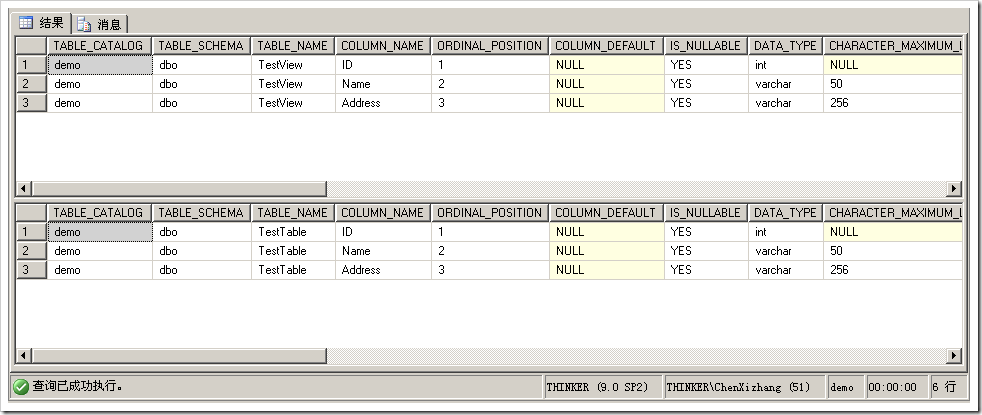 结果 消息
TABLE_CATALOG TABLE_SCHEMA TABLE_NAME COLUMN_NAME ORDINAL_POSITION COLUMN_DEFAULT IS_NULLABLE DATA_TYPE CHARACTER_MAXIMUM_L
1 demo dbo TestView ID 1 NULL YES int NULL
2 demo dbo TestView Name 2 NULL YES varchar 50
3 demo dbo TestView Address 3 NULL YES varchar 256
TABLE_CATALOG TABLE_SCHEMA TABLE_NAME COLUMN_NAME ORDINAL_POSITION COLUMN_DEFAULT IS_NULLABLE DATA_TYPE CHARACTER_MAXIMUM_L
1 demo dbo TestTable ID 1 NULL YES int NULL
2 demo dbo TestTable Name 2 NULL YES varchar 50
3 demo dbo TestTable Address 3 NULL YES varchar 256
查询已成功执行。 THINKER (9.0 SP2) THINKER\ChenXizhang (51) demo 00:00:00 6 行